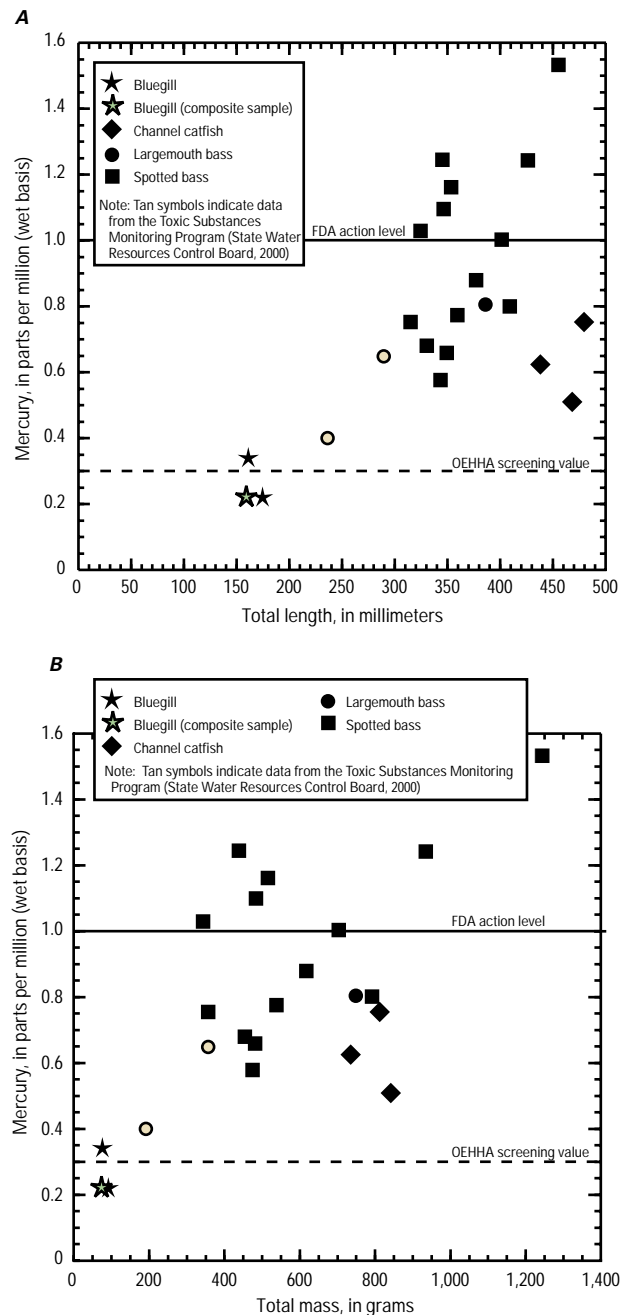 A
Mercury, in parts per million (wet basis)
1.6
1.4
1.2
1.0
0.8
0.6
0.4
0.2
0
Bluegill
Bluegill (composite sample)
Channel catfish
Largemouth bass
Spotted bass
Note: Tan symbols indicate data
from the Toxic Substances
Monitoring Program (State Water
Resources Control Board, 2000)
FDA action level
OEHHA screening value
0 50 100 150 200 250 300 350 400 450 500
Total length, in millimeters
B
Mercury, in parts per million (wet basis)
1.6
1.4
1.2
1.0
0.8
0.6
0.4
0.2
0
Bluegill
Bluegill (composite sample)
Channel catfish
Largemouth bass
Spotted bass
Note: Tan symbols indicate data from the Toxic Substances Monitoring
Program (State Water Resources Control Board, 2000)
FDA action level
OEHHA screening value
0 200 400 600 800 1,000 1,200 1,400
Total mass, in grams